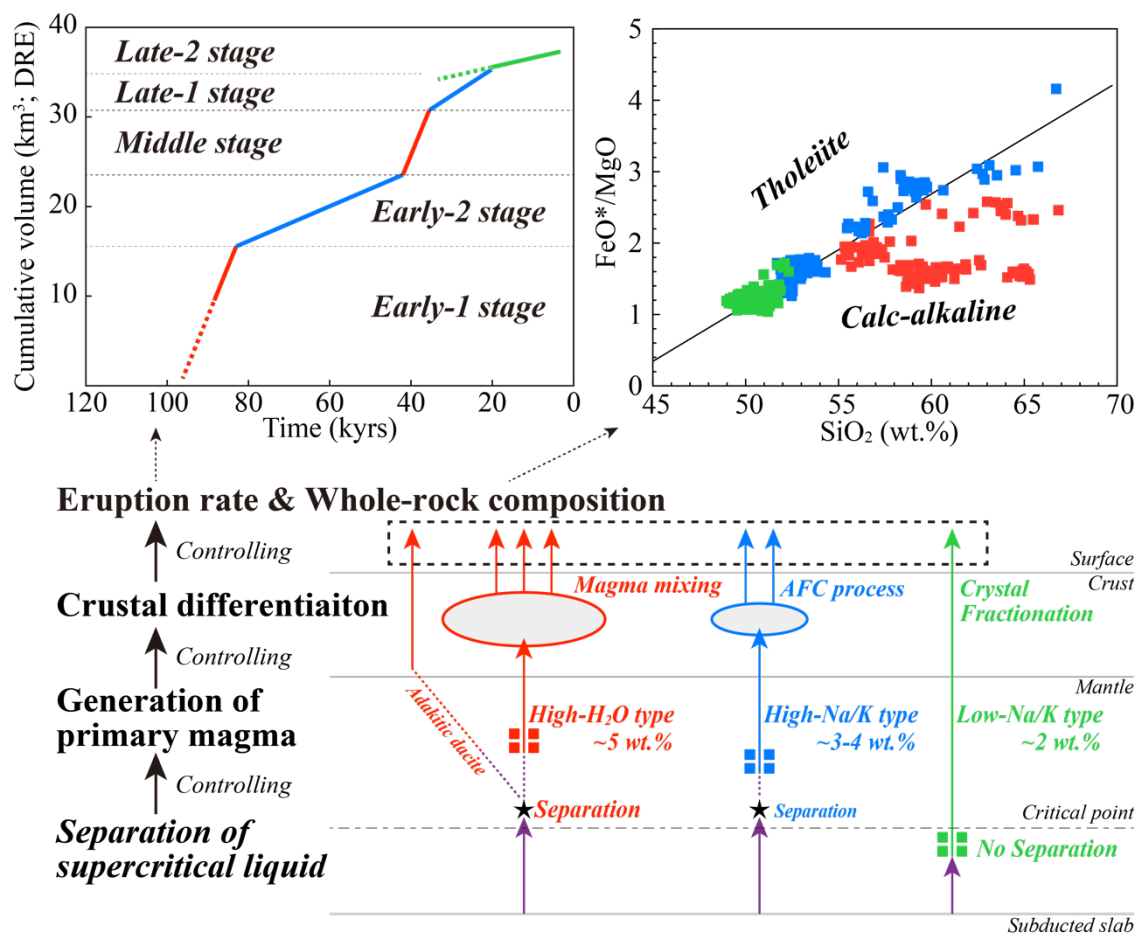 40
30
20
10
Cumulative volume (km³; DRE)
Late-2 stage
Late-1 stage
Middle stage
Early-2 stage
Early-1 stage
120 100 80 60 40 20 0
Time (kyrs)
5
4
3
2
1
0
FeO*/MgO
Tholeiite
Calc-alkaline
45 50 55 60 65 70
SiO₂ (wt.%)
Eruption rate & Whole-rock composition
Controlling
Crustal differentiaiton
Controlling
Generation of
primary magma
Controlling
Separation of
supercritical liquid
Surface
Crust
Magma mixing
AFC process
Crystal
Fractionation
Mantle
Adakitic dacite
High-H₂O type
~5 wt.%
High-Na/K type
~3-4 wt.%
Low-Na/K type
~2 wt.%
Separation
Separation
Critical point
No Separation
Subducted slab